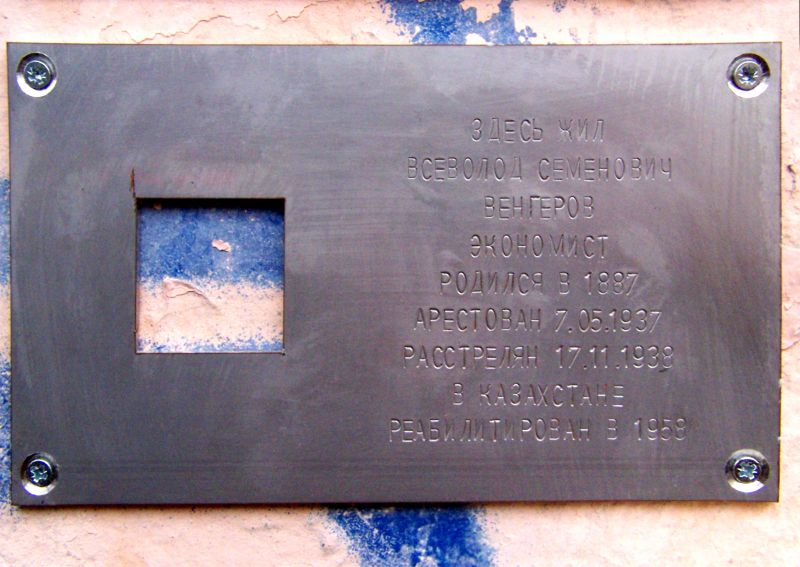 ЗДЕСЬ ЖИЛ
ВСЕВОЛОД СЕМЕНОВИЧ
ВЕНГЕРОВ
ЭКОНОМИСТ
РОДИЛСЯ В 1887
АРЕСТОВАН 7.05.1937
РАССТРЕЛЯН 17.11.1938
В КАЗАХСТАНЕ
РЕАБИЛИТИРОВАН В 1958